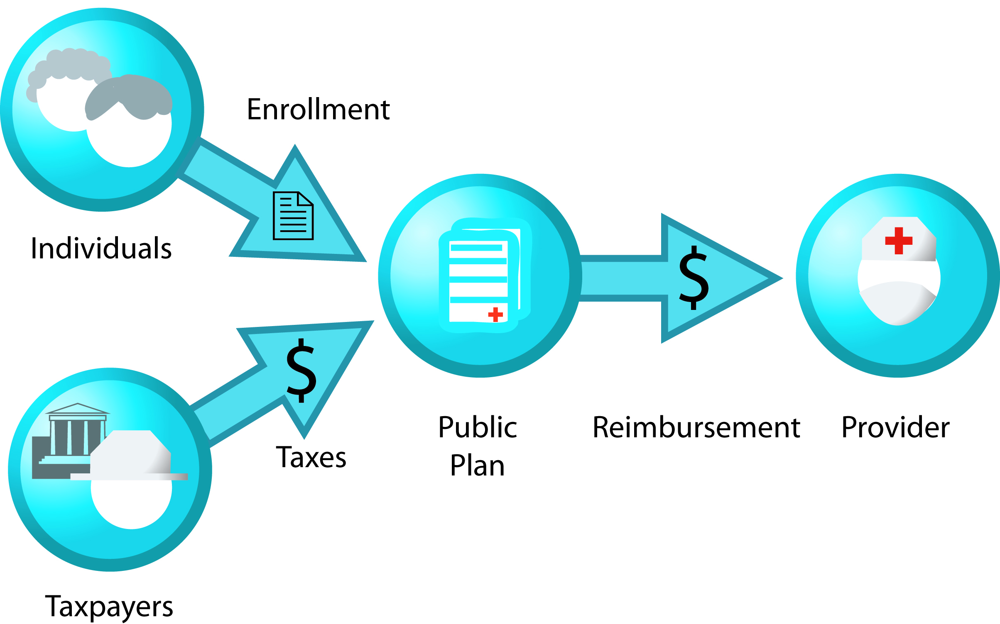 Enrollment
Individuals
$
$
Taxes
Public
Plan
Reimbursement
Provider
Taxpayers